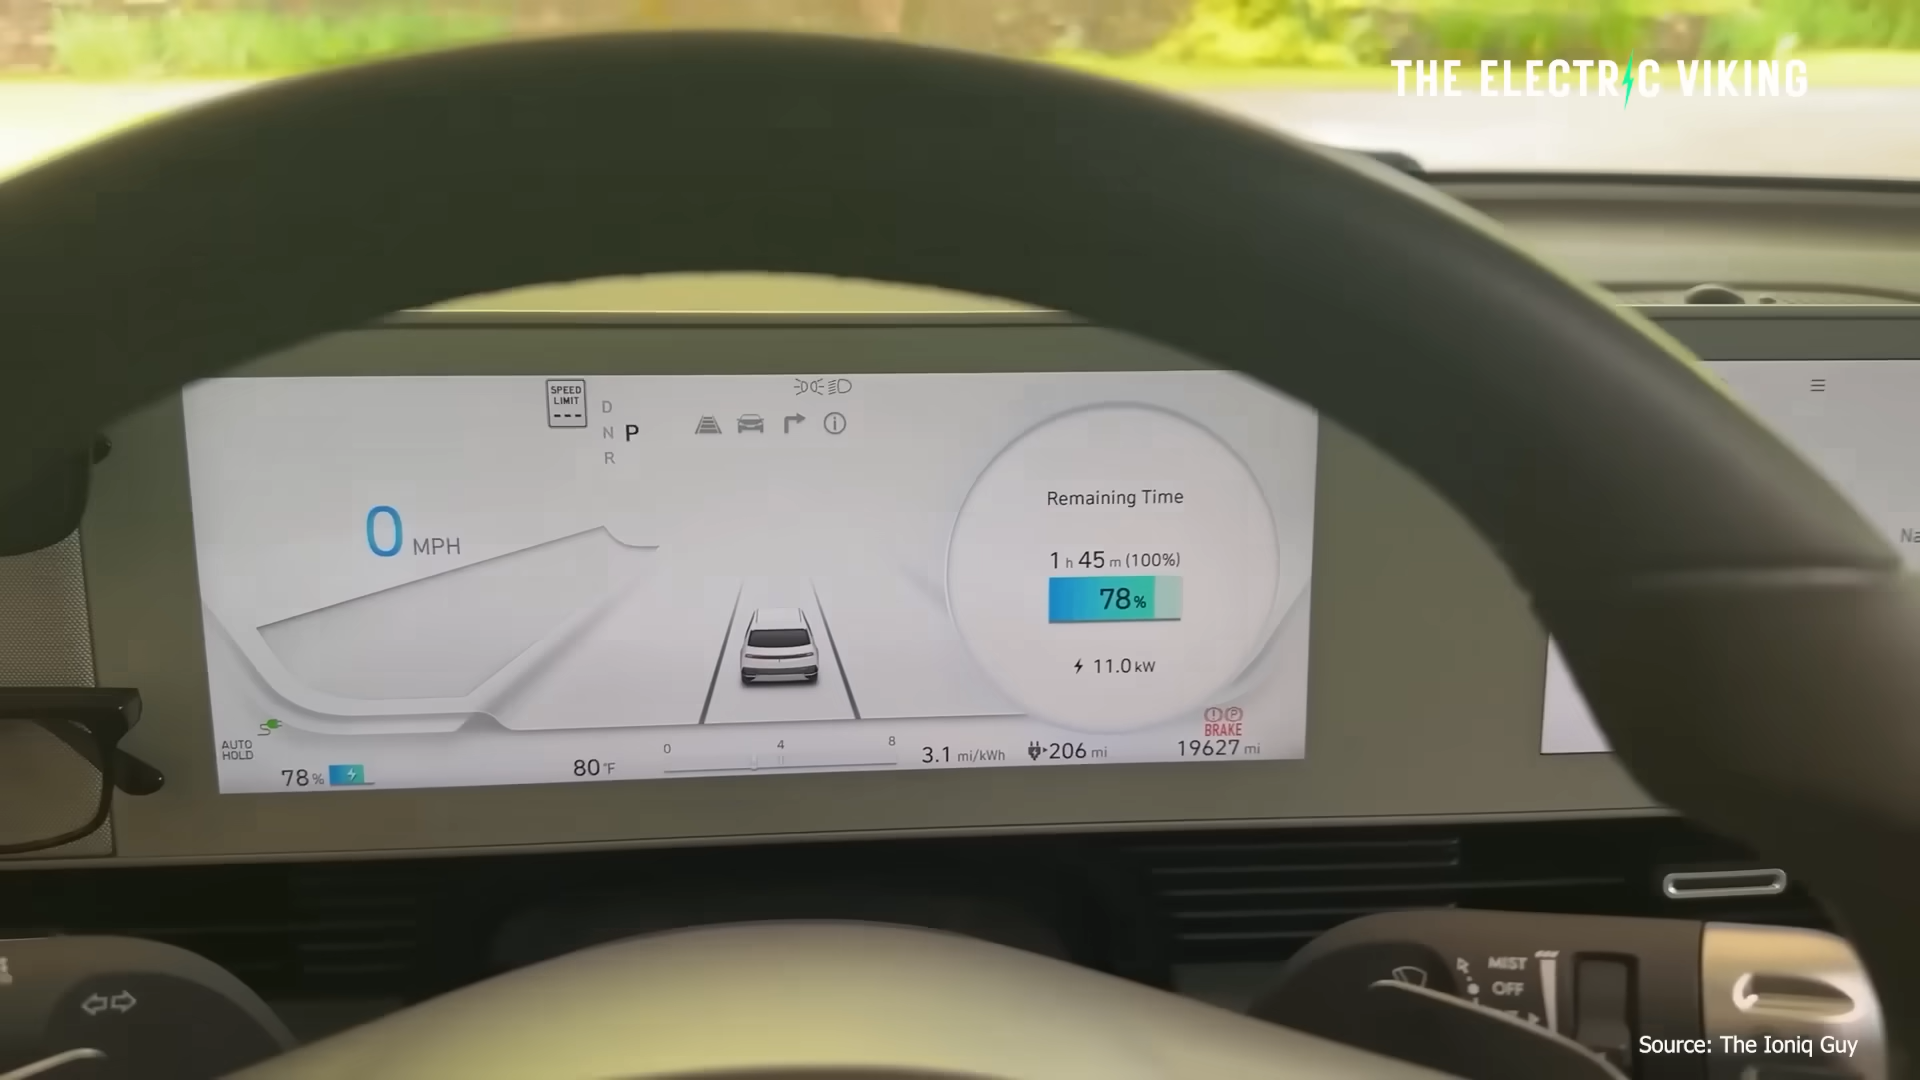 THE ELECTRIC VIKING
SPEED
LIMIT
---
D
N P
R
0 MPH
Remaining Time
1 h 45 m (100%)
78%
11.0 kW
AUTO
HOLD
78%
80 °F
0 4 8
3.1 mi/kWh
206 mi
BRAKE
19627 mi
MIST
OFF
Source: The Ioniq Guy